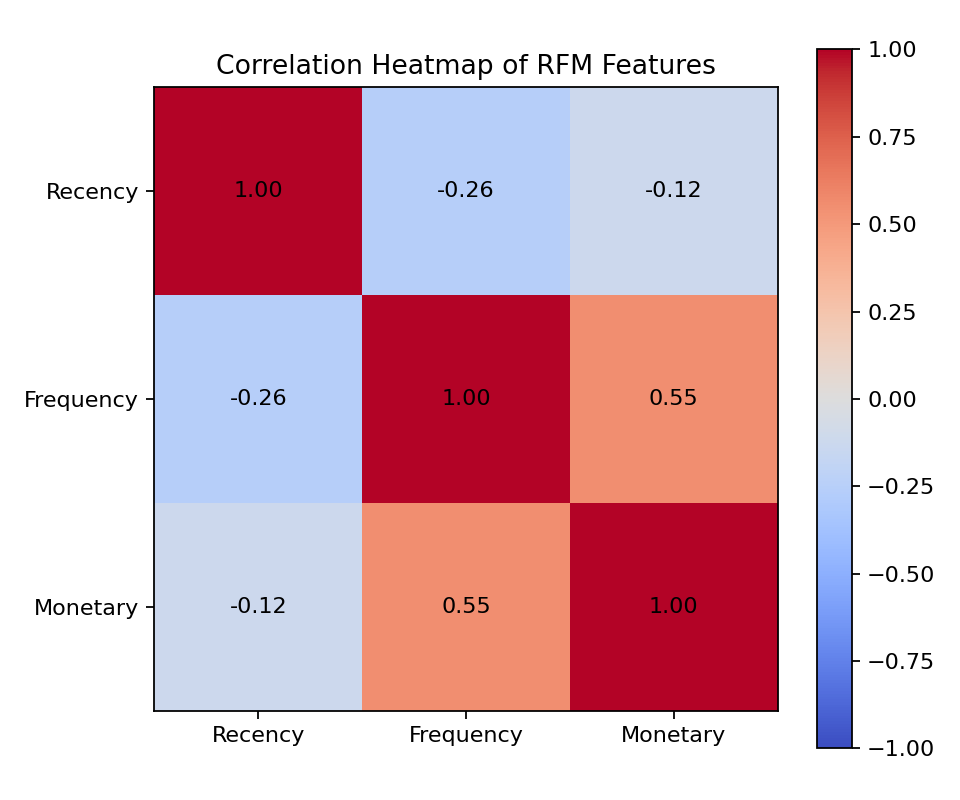 Correlation Heatmap of RFM Features
1.00
Recency 1.00 -0.26 -0.12
0.75
0.50
0.25
Frequency -0.26 1.00 0.55
0.00
−0.25
−0.50
Monetary -0.12 0.55 1.00
−0.75
Recency Frequency Monetary
−1.00